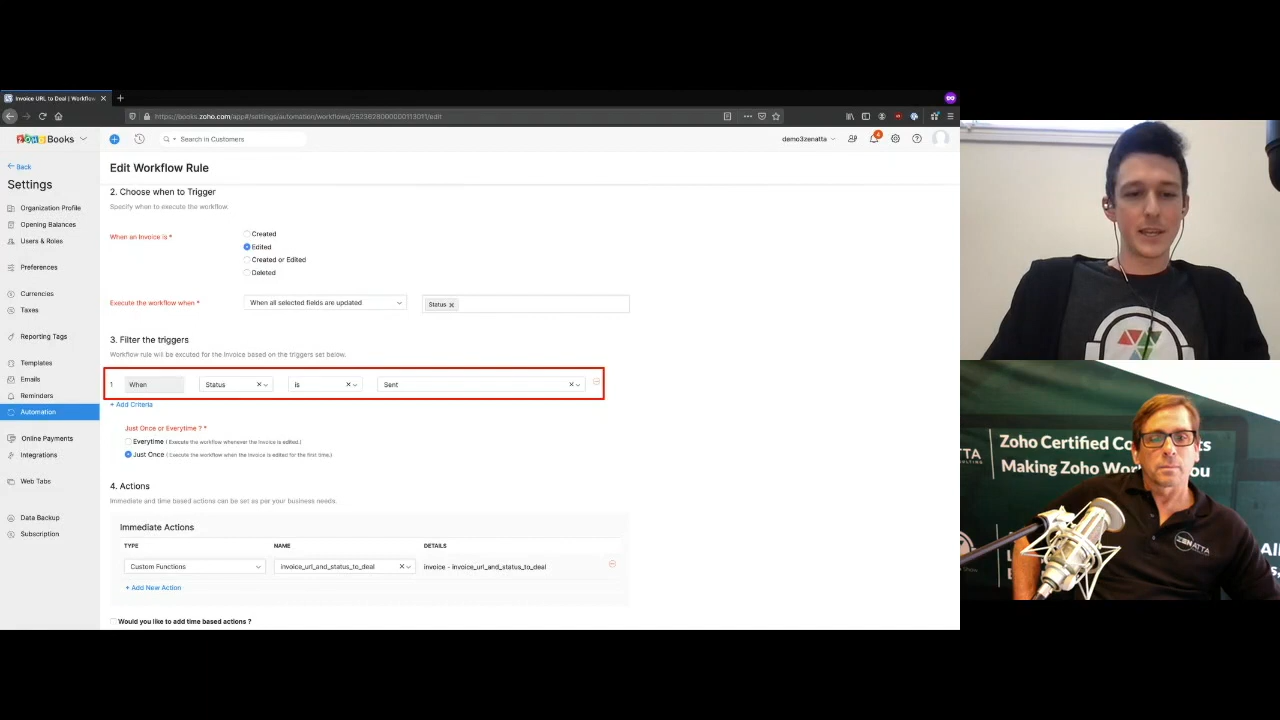 Invoice URL to Deal | Workflow
https://books.zoho.com/app#/settings/automation/workflows/
/edit
ZOHO Books
Search in Customers
demo3zenatta
4
Back
Settings
Organization Profile
Opening Balances
Users & Roles
Preferences
Currencies
Taxes
Reporting Tags
Templates
Emails
Reminders
Automation
Online Payments
Integrations
Web Tabs
Data Backup
Subscription
Edit Workflow Rule
2. Choose when to Trigger
Specify when to execute the workflow.
When an Invoice is *
Created
Edited
Created or Edited
Deleted
Execute the workflow when *
When all selected fields are updated
Status
3. Filter the triggers
Workflow rule will be excuted for the Invoice based on the triggers set below.
1 When Status is Sent
+ Add Criteria
Just Once or Everytime ? *
Everytime ( Execute the workflow whenever the Invoice is edited.)
Just Once ( Execute the workflow when the Invoice is edited for the first time.)
4. Actions
Immediate and time based actions can be set as per your business needs.
Immediate Actions
TYPE NAME DETAILS
Custom Functions invoice_url_and_status_to_deal invoice - invoice_url_and_status_to_deal
+ Add New Action
Would you like to add time based actions ?
Zoho Certified
Making Zoho
ZENATTA